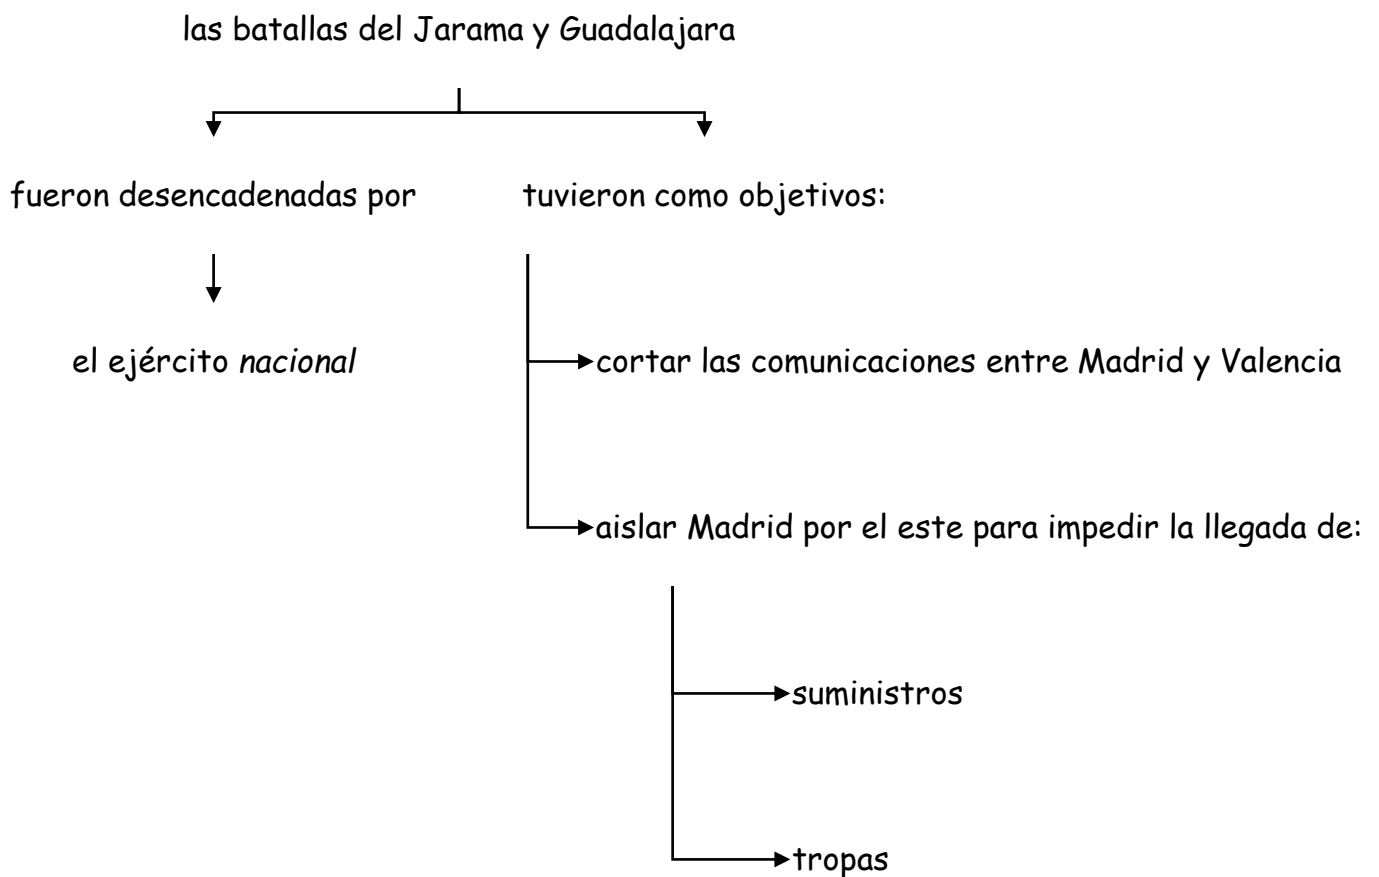 las batallas del Jarama y Guadalajara
fueron desencadenadas por
tuvieron como objetivos:
el ejército nacional
cortar las comunicaciones entre Madrid y Valencia
aislar Madrid por el este para impedir la llegada de:
suministros
tropas